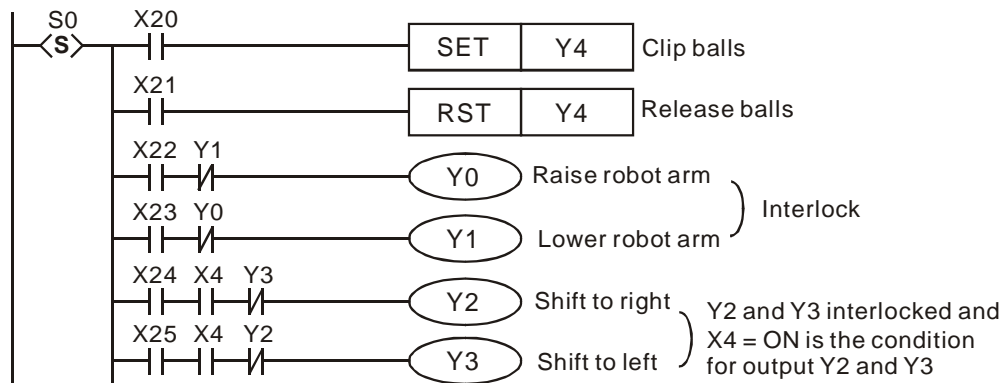 S0 X20
S SET Y4 Clip balls
X21
RST Y4 Release balls
X22 Y1
Y0 Raise robot arm
Interlock
X23 Y0
Y1 Lower robot arm
X24 X4 Y3
Y2 Shift to right
Y2 and Y3 interlocked and
X4 = ON is the condition
for output Y2 and Y3
X25 X4 Y2
Y3 Shift to left